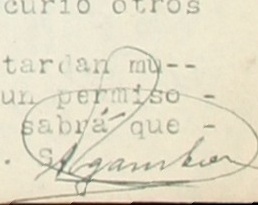 curio otros
tardan mu--
un permiso -
sabrá que -
. S